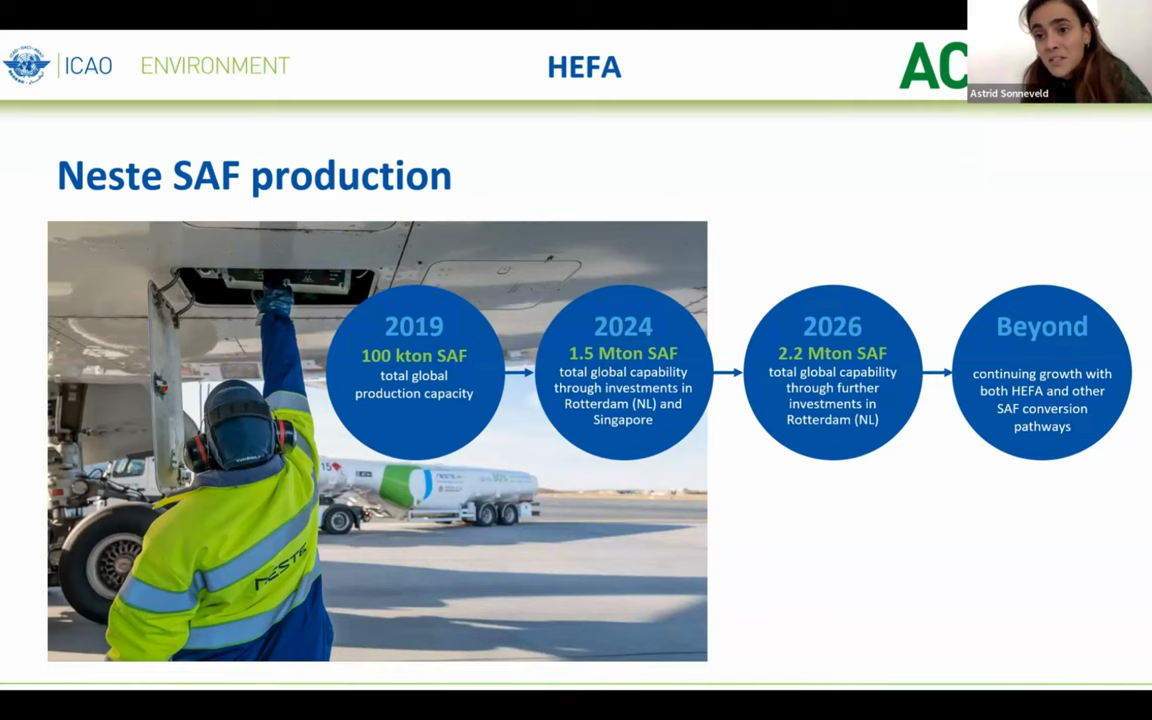 ICAO ENVIRONMENT
HEFA
AC
Astrid Sonneveld
Neste SAF production
2019
100 kton SAF
total global
production capacity
2024
1.5 Mton SAF
total global capability
through investments in
Rotterdam (NL) and
Singapore
2026
2.2 Mton SAF
total global capability
through further
investments in
Rotterdam (NL)
Beyond
continuing growth with
both HEFA and other
SAF conversion
pathways
NESTE